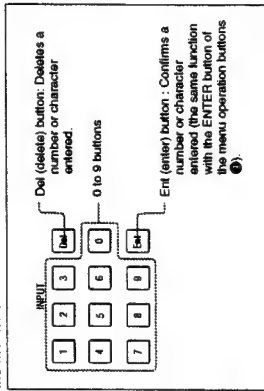 INPUT
1 2 3 Del
4 5 6 0
7 8 9 Ent
Del (delete) button: Deletes a
number or character
entered.
0 to 9 buttons
Ent (enter) button : Confirms a
number or character
entered (the same function
with the ENTER button of
the menu operation buttons
❶).